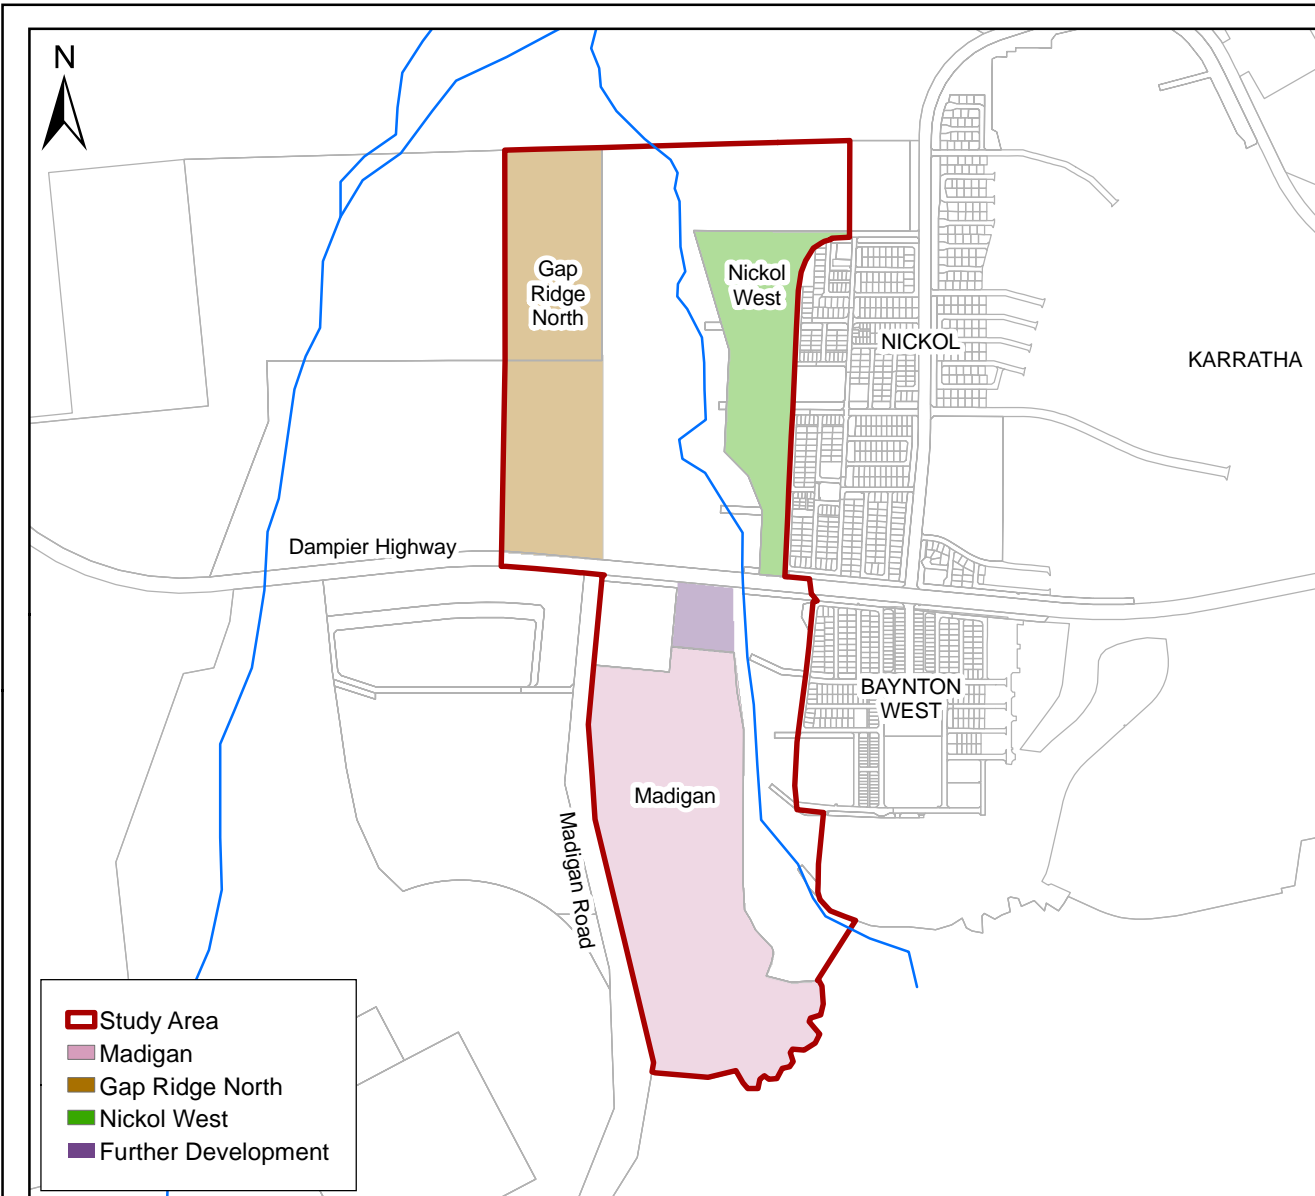 N
Gap
Ridge
North
Nickol
West
NICKOL
KARRATHA
Dampier Highway
BAYNTON
WEST
Madigan
Madigan Road
Study Area
Madigan
Gap Ridge North
Nickol West
Further Development